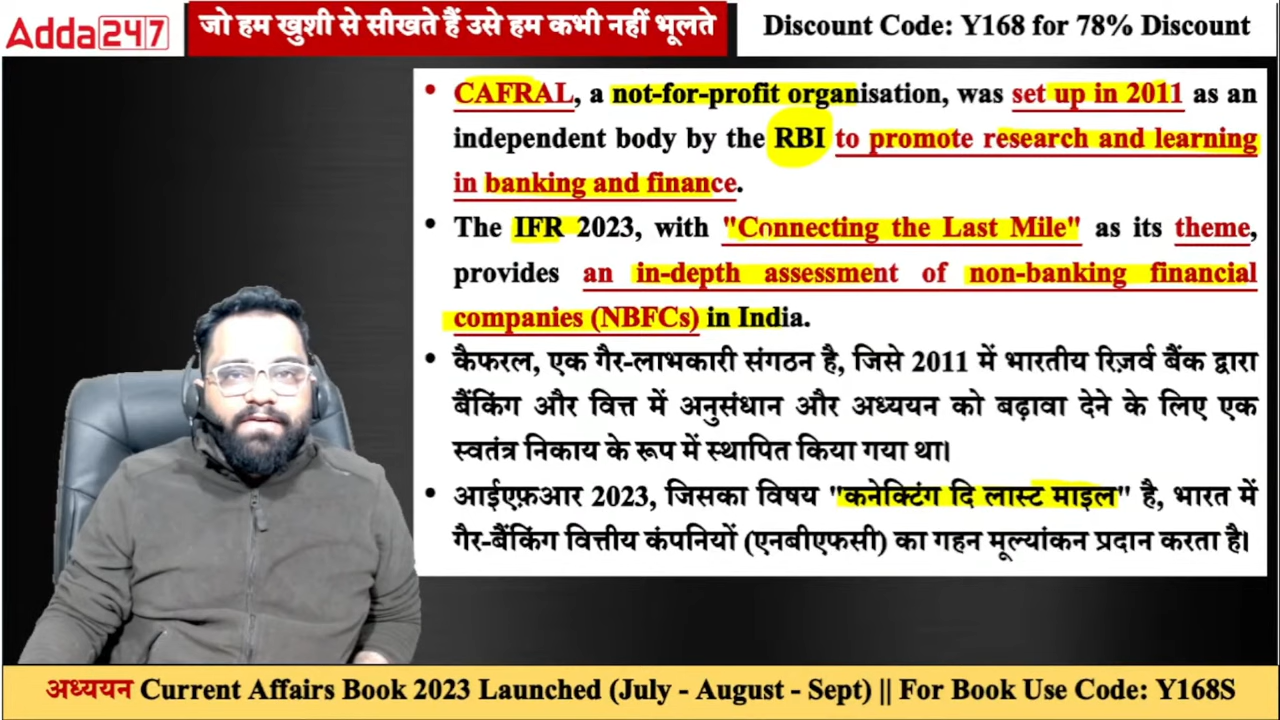 Adda247
जो हम खुशी से सीखते हैं उसे हम कभी नहीं भूलते
Discount Code: Y168 for 78% Discount
• CAFRAL, a not-for-profit organisation, was set up in 2011 as an
independent body by the RBI to promote research and learning
in banking and finance.
• The IFR 2023, with "Connecting the Last Mile" as its theme,
provides an in-depth assessment of non-banking financial
companies (NBFCs) in India.
• कैफरल, एक गैर-लाभकारी संगठन है, जिसे 2011 में भारतीय रिज़र्व बैंक द्वारा
बैंकिंग और वित्त में अनुसंधान और अध्ययन को बढ़ावा देने के लिए एक
स्वतंत्र निकाय के रूप में स्थापित किया गया था।
• आईएफ़आर 2023, जिसका विषय "कनेक्टिंग दि लास्ट माइल" है, भारत में
गैर-बैंकिंग वित्तीय कंपनियों (एनबीएफसी) का गहन मूल्यांकन प्रदान करता है।
अध्ययन Current Affairs Book 2023 Launched (July - August - Sept) || For Book Use Code: Y168S